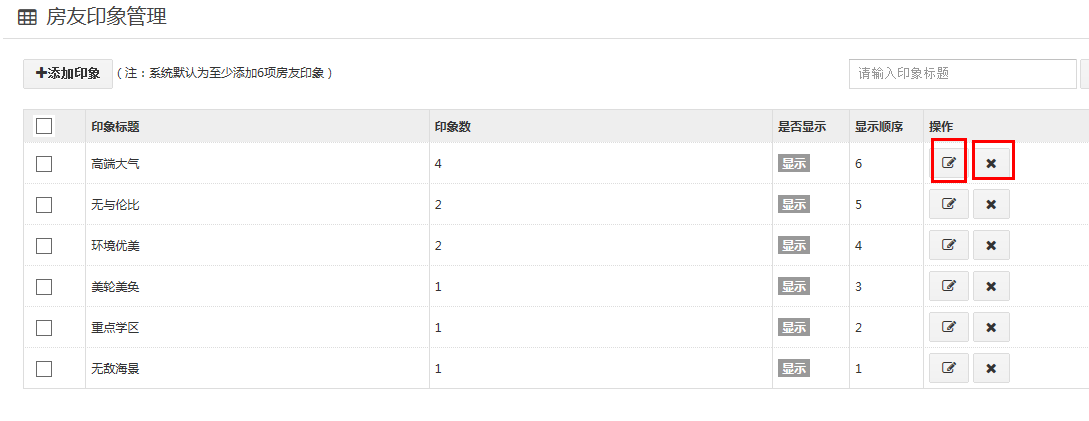 房友印象管理
添加印象 (注：系统默认为至少添加6项房友印象) 请输入印象标题
印象标题 印象数 是否显示 显示顺序 操作
高端大气 4 显示 6
无与伦比 2 显示 5
环境优美 2 显示 4
美轮美奂 1 显示 3
重点学区 1 显示 2
无敌海景 1 显示 1